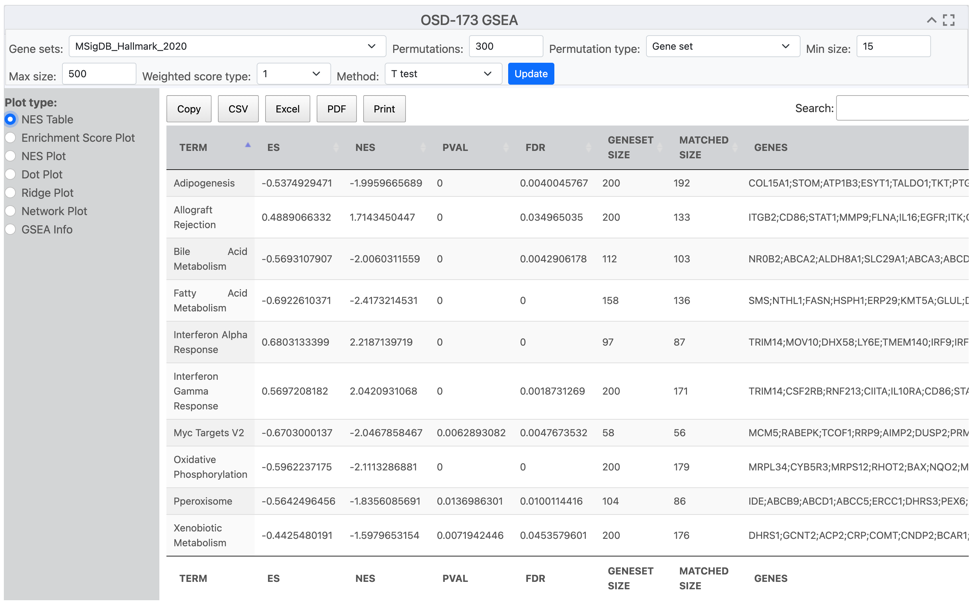 OSD-173 GSEA
Gene sets: MSigDB_Hallmark_2020 Permutations: 300 Permutation type: Gene set Min size: 15
Max size: 500 Weighted score type: 1 Method: T test Update
Plot type:
NES Table
Enrichment Score Plot
NES Plot
Dot Plot
Ridge Plot
Network Plot
GSEA Info
Copy CSV Excel PDF Print Search:
TERM ES NES PVAL FDR GENESET SIZE MATCHED SIZE GENES
Adipogenesis -0.5374929471 -1.9959665689 0 0.0040045767 200 192 COL15A1;STOM;ATP1B3;ESYT1;TALDO1;TKT;PTG
Allograft Rejection 0.4889066332 1.7143450447 0 0.034965035 200 133 ITGB2;CD86;STAT1;MMP9;FLNA;IL16;EGFR;ITK;
Bile Acid Metabolism -0.5693107907 -2.0060311559 0 0.0042906178 112 103 NR0B2;ABCA2;ALDH8A1;SLC29A1;ABCA3;ABCD
Fatty Acid Metabolism -0.6922610371 -2.4173214531 0 0 158 136 SMS;NTHL1;FASN;HSPH1;ERP29;KMT5A;GLUL;
Interferon Alpha Response 0.6803133399 2.2187139719 0 0 97 87 TRIM14;MOV10;DHX58;LY6E;TMEM140;IRF9;IRF
Interferon Gamma Response 0.5697208182 2.0420931068 0 0.0018731269 200 171 TRIM14;CSF2RB;RNF213;CIITA;IL10RA;CD86;STA
Myc Targets V2 -0.6703000137 -2.0467858467 0.0062893082 0.0047673532 58 56 MCM5;RABEPK;TCOF1;RRP9;AIMP2;DUSP2;PRM
Oxidative Phosphorylation -0.5962237175 -2.1113286881 0 0 200 179 MRPL34;CYB5R3;MRPS12;RHOT2;BAX;NQO2;M
Pperoxisome -0.5642496456 -1.8356085691 0.0136986301 0.0100114416 104 86 IDE;ABCB9;ABCD1;ABCC5;ERCC1;DHRS3;PEX6;
Xenobiotic Metabolism -0.4425480191 -1.5979653154 0.0071942446 0.0453579601 200 176 DHRS1;GCNT2;ACP2;CRP;COMT;CNDP2;BCAR1;
TERM ES NES PVAL FDR GENESET SIZE MATCHED SIZE GENES